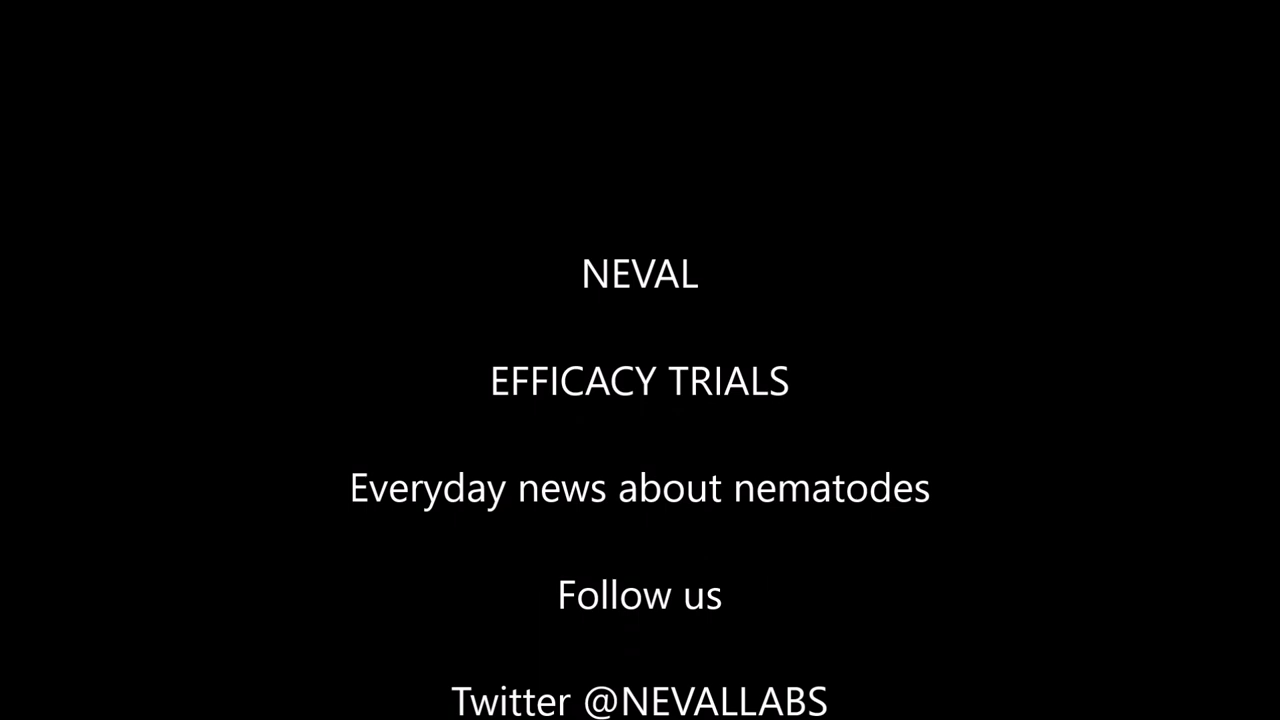 NEVAL
EFFICACY TRIALS
Everyday news about nematodes
Follow us
Twitter @NEVALLABS